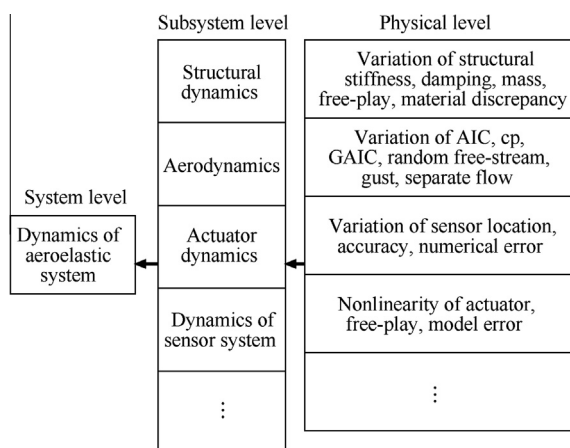 Subsystem level
Physical level
Structural
dynamics
Variation of structural
stiffness, damping, mass,
free-play, material discrepancy
Aerodynamics
Variation of AIC, cp,
GAIC, random free-stream,
gust, separate flow
System level
Dynamics of
aeroelastic
system
Actuator
dynamics
Variation of sensor location,
accuracy, numerical error
Dynamics of
sensor system
Nonlinearity of actuator,
free-play, model error
⋮
⋮